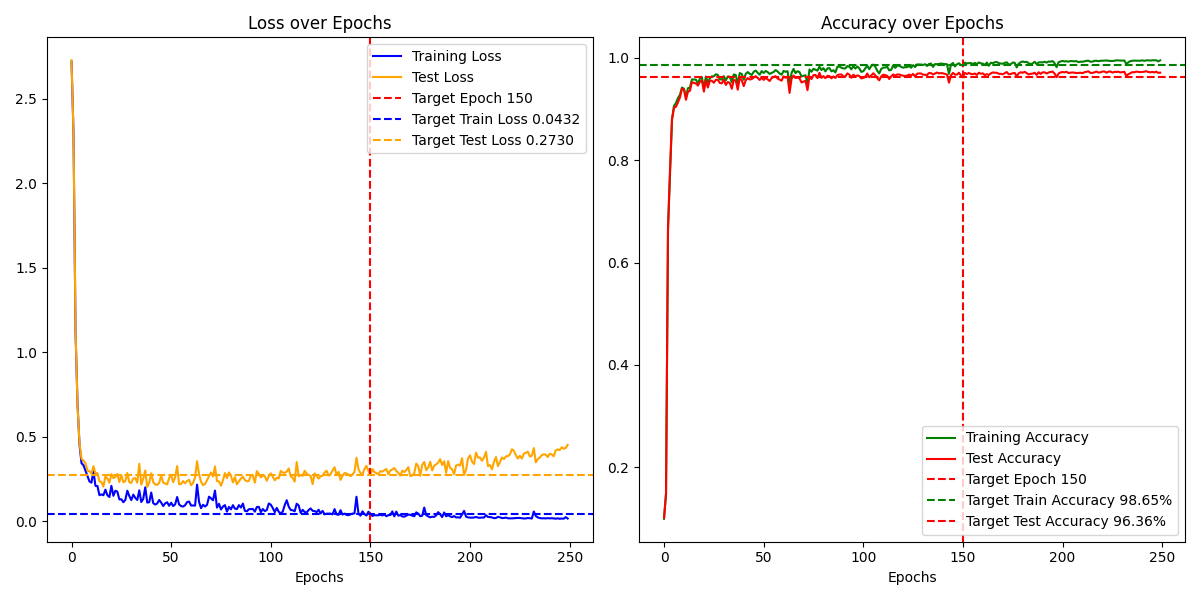 Loss over Epochs
2.5
2.0
1.5
1.0
0.5
0.0
0
50
100
150
200
250
Epochs
Training Loss
Test Loss
Target Epoch 150
Target Train Loss 0.0432
Target Test Loss 0.2730
Accuracy over Epochs
1.0
0.8
0.6
0.4
0.2
0
50
100
150
200
250
Epochs
Training Accuracy
Test Accuracy
Target Epoch 150
Target Train Accuracy 98.65%
Target Test Accuracy 96.36%